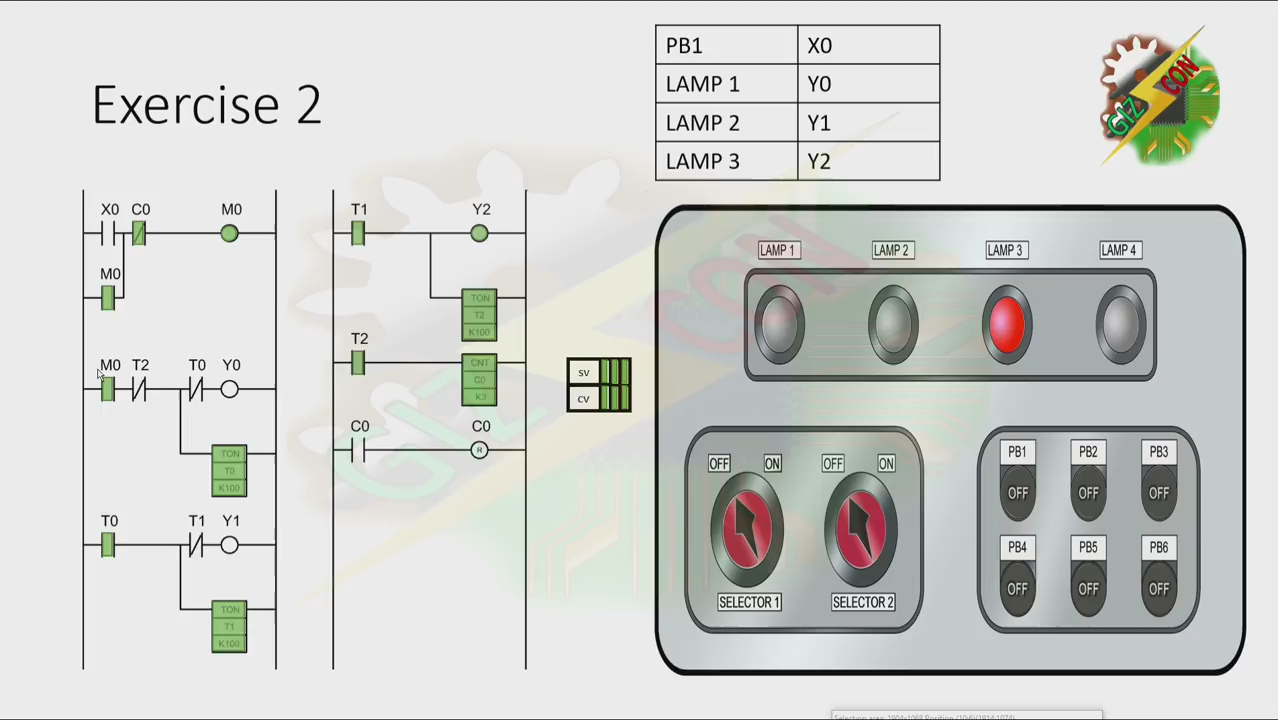 Exercise 2
PB1 X0
LAMP 1 Y0
LAMP 2 Y1
LAMP 3 Y2
GIZ CON
X0 C0 M0
M0
M0 T2 T0 Y0
TON
T0
K100
T0 T1 Y1
TON
T1
K100
T1 Y2
TON
T2
K100
T2
CNT
C0
K3
C0 C0
R
sv
cv
LAMP 1 LAMP 2 LAMP 3 LAMP 4
OFF ON OFF ON
SELECTOR 1 SELECTOR 2
PB1 PB2 PB3
OFF OFF OFF
PB4 PB5 PB6
OFF OFF OFF